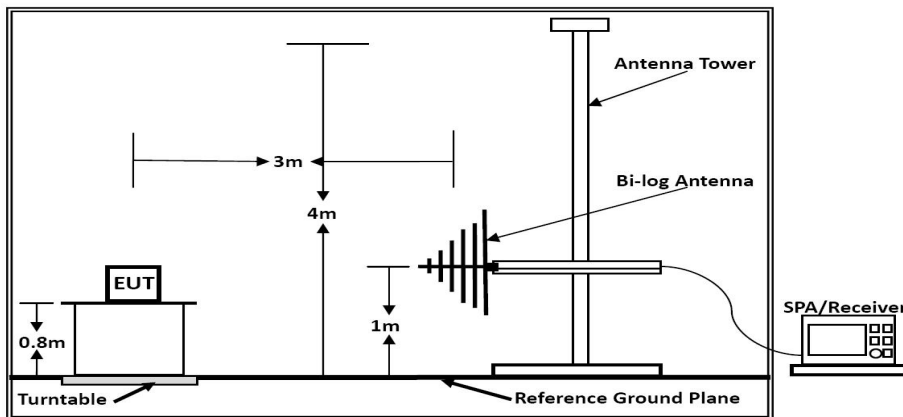 Antenna Tower
3m
Bi-log Antenna
4m
EUT
SPA/Receiver
0.8m
1m
Turntable
Reference Ground Plane